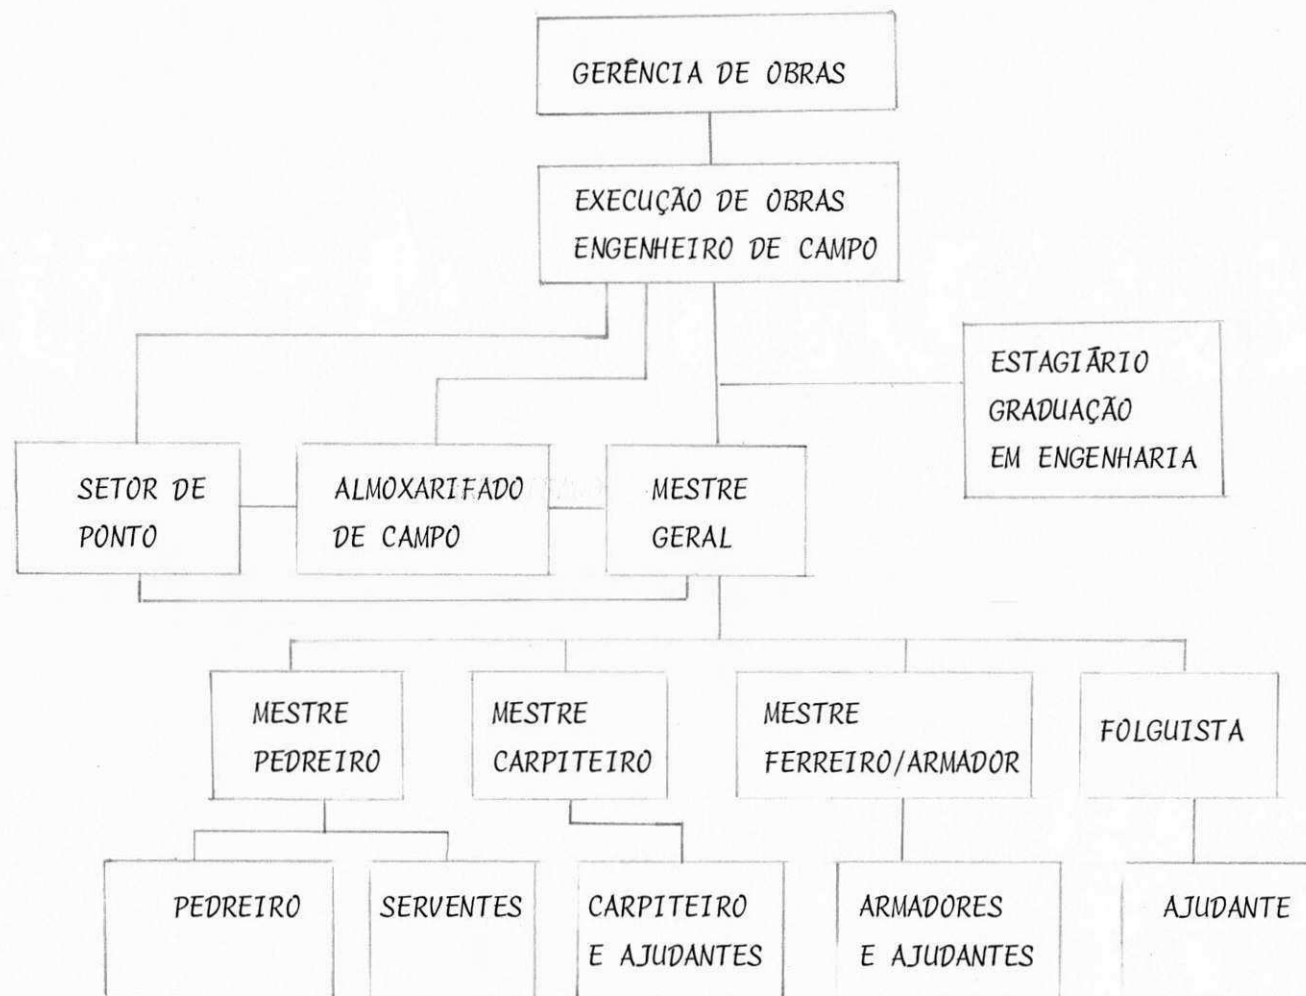 GERÊNCIA DE OBRAS
EXECUÇÃO DE OBRAS
ENGENHEIRO DE CAMPO
ESTAGIÁRIO
GRADUAÇÃO
EM ENGENHARIA
SETOR DE
PONTO
ALMOXARIFADO
DE CAMPO
MESTRE
GERAL
MESTRE
PEDREIRO
MESTRE
CARPITEIRO
MESTRE
FERREIRO/ARMADOR
FOLGUISTA
PEDREIRO
SERVENTES
CARPITEIRO
E AJUDANTES
ARMADORES
E AJUDANTES
AJUDANTE